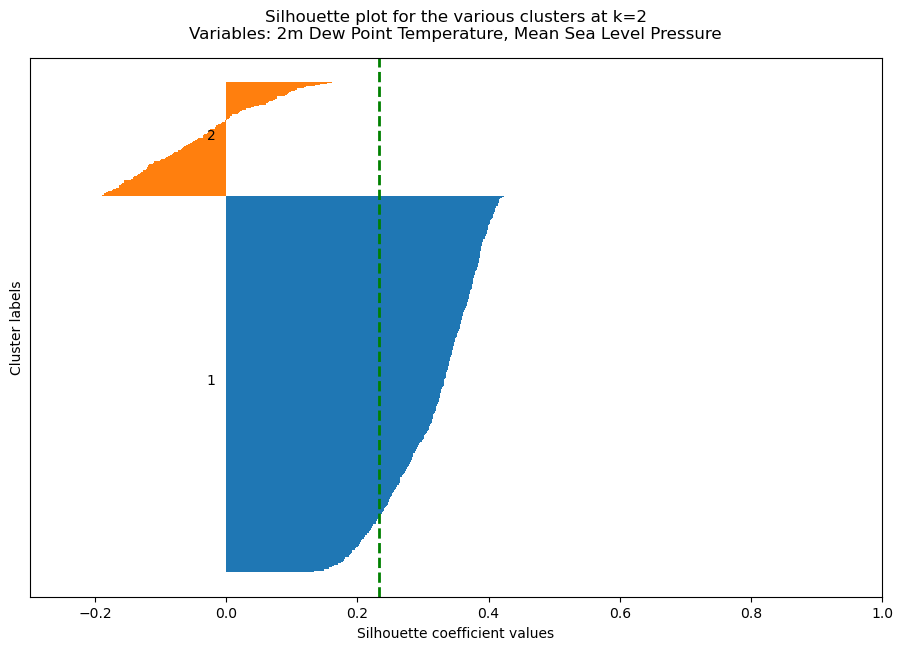 Silhouette plot for the various clusters at k=2
Variables: 2m Dew Point Temperature, Mean Sea Level Pressure
2
Cluster labels
1
−0.2 0.0 0.2 0.4 0.6 0.8 1.0
Silhouette coefficient values